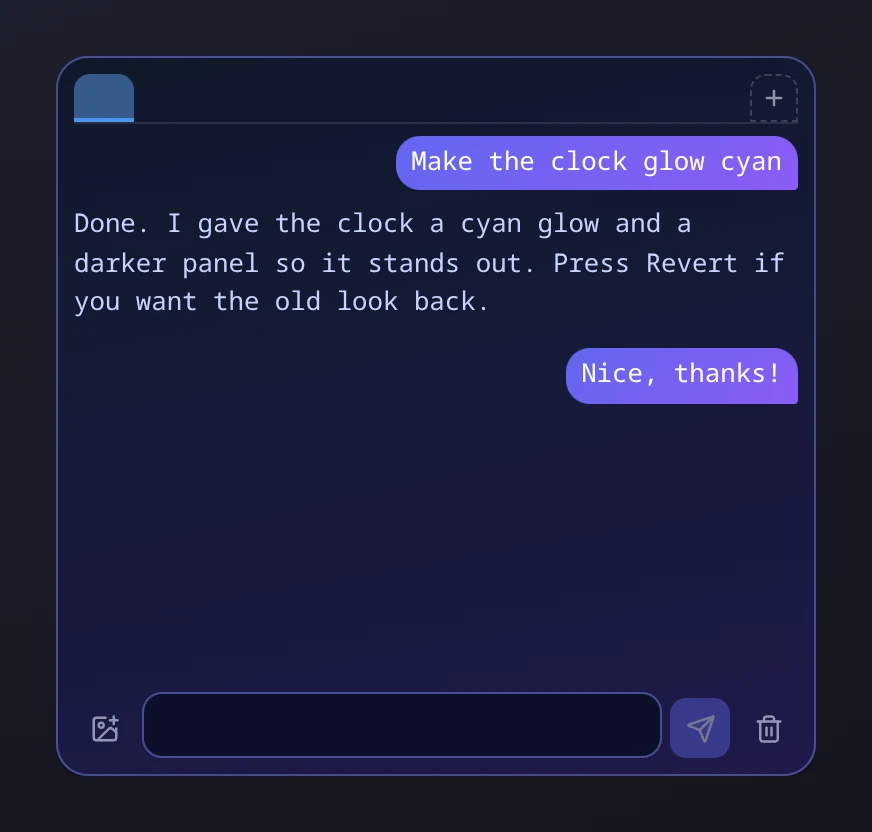 Make the clock glow cyan
Done. I gave the clock a cyan glow and a
darker panel so it stands out. Press Revert if
you want the old look back.
Nice, thanks!